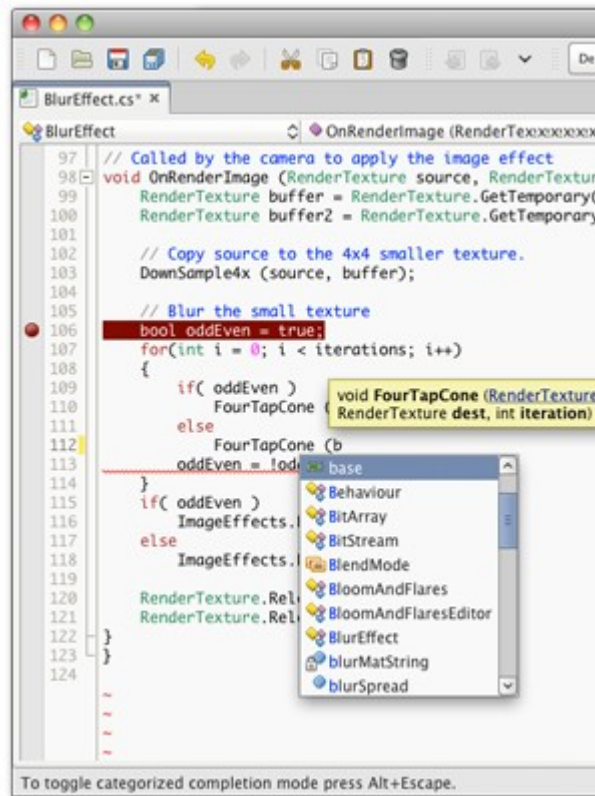 De
BlurEffect.cs* ×
BlurEffect
OnRenderImage (RenderTex
97 // Called by the camera to apply the image effect
98 void OnRenderImage (RenderTexture source, RenderTextur
99 RenderTexture buffer = RenderTexture.GetTemporary(
100 RenderTexture buffer2 = RenderTexture.GetTemporary
101
102 // Copy source to the 4x4 smaller texture.
103 DownSample4x (source, buffer);
104
105 // Blur the small texture
106 bool oddEven = true;
107 for(int i = 0; i < iterations; i++)
108 {
109 if( oddEven )
110 FourTapCone (
void FourTapCone (RenderTexture
RenderTexture dest, int iteration)
111 else
112 FourTapCone (b
113 oddEven = !odd
114 }
115 if( oddEven )
116 ImageEffects.
117 else
118 ImageEffects.
119
120 RenderTexture.Rel
121 RenderTexture.Rel
122 }
123 }
124
~
~
~
~
base
Behaviour
BitArray
BitStream
BlendMode
BloomAndFlares
BloomAndFlaresEditor
BlurEffect
blurMatString
blurSpread
To toggle categorized completion mode press Alt+Escape.